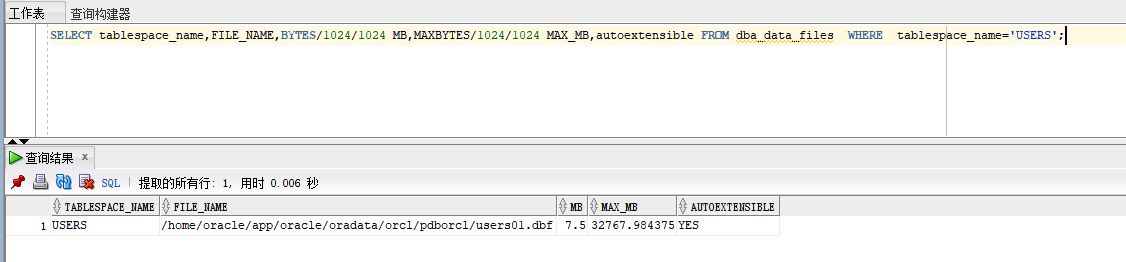 工作表 查询构建器
SELECT tablespace_name,FILE_NAME,BYTES/1024/1024 MB,MAXBYTES/1024/1024 MAX_MB,autoextensible FROM dba_data_files  WHERE  tablespace_name='USERS';
查询结果 x
SQL | 提取的所有行: 1, 用时 0.006 秒
TABLESPACE_NAME FILE_NAME MB MAX_MB AUTOEXTENSIBLE
1 USERS /home/oracle/app/oracle/oradata/orcl/pdborcl/users01.dbf 7.5 32767.984375 YES